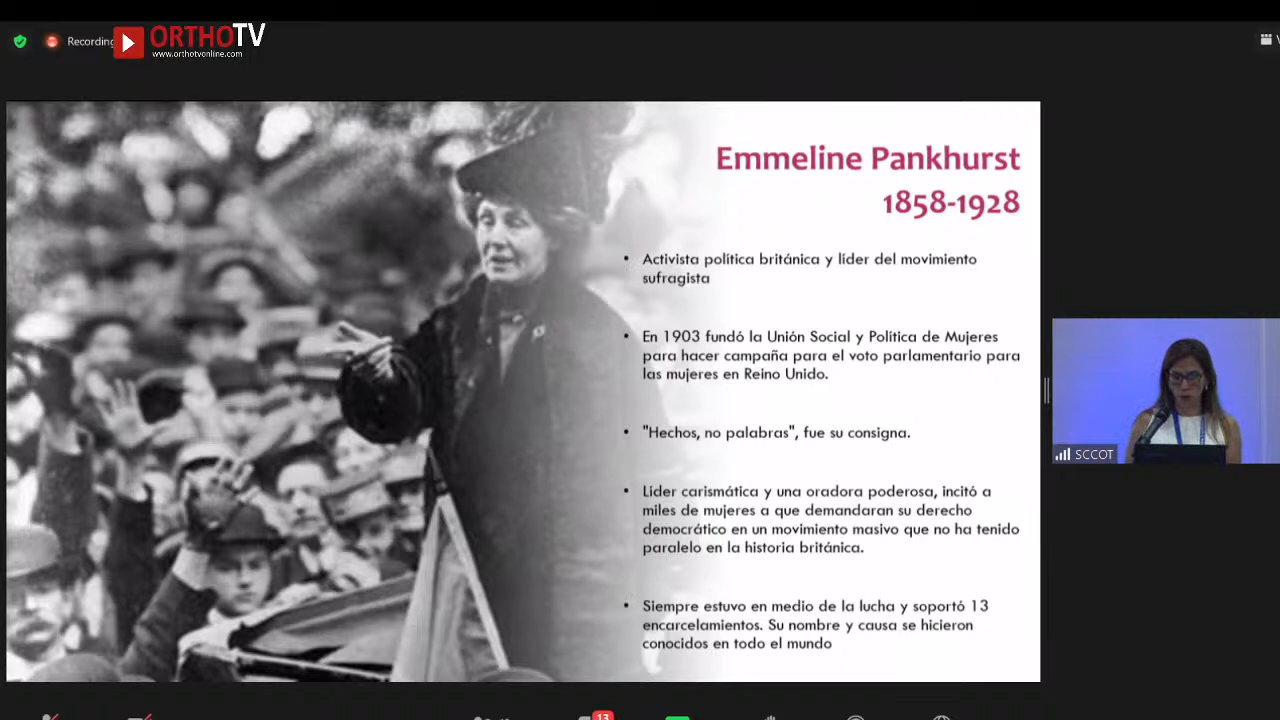 Recording
ORTHOTV
www.orthotvonline.com
Emmeline Pankhurst
1858-1928
• Activista política británica y líder del movimiento
sufragista
• En 1903 fundó la Unión Social y Política de Mujeres
para hacer campaña para el voto parlamentario para
las mujeres en Reino Unido.
• "Hechos, no palabras", fue su consigna.
• Líder carismática y una oradora poderosa, incitó a
miles de mujeres a que demandaran su derecho
democrático en un movimiento masivo que no ha tenido
paralelo en la historia británica.
• Siempre estuvo en medio de la lucha y soportó 13
encarcelamientos. Su nombre y causa se hicieron
conocidos en todo el mundo
SCCOT
13